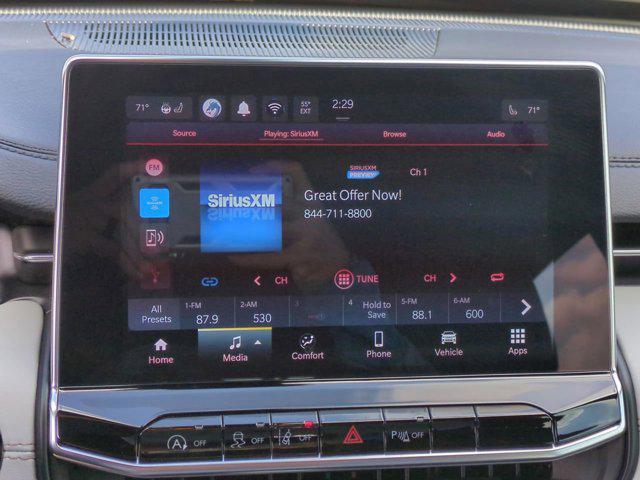 71° 55° EXT 2:29 71°
Source Playing: SiriusXM Browse Audio
FM
SIRIUSXM PREVIEW Ch 1
SiriusXM
Great Offer Now!
844-711-8800
CH TUNE CH
All Presets 1-FM 87.9 2-AM 530 3 4 Hold to Save 5-FM 88.1 6-AM 600
Home Media Comfort Phone Vehicle Apps
A OFF OFF OFF P OFF